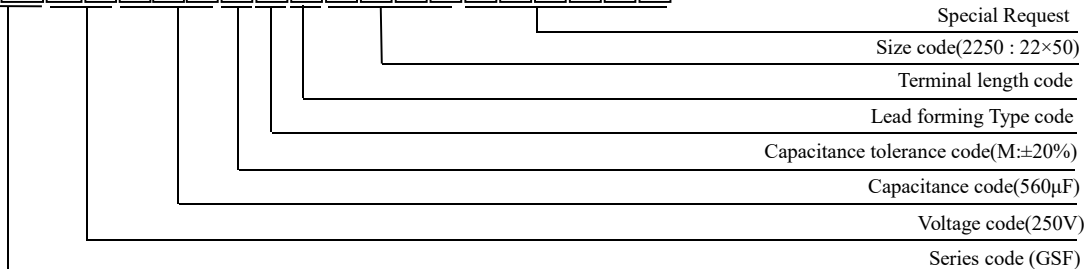 Special Request
Size code(2250 : 22×50)
Terminal length code
Lead forming Type code
Capacitance tolerance code(M:±20%)
Capacitance code(560μF)
Voltage code(250V)
Series code (GSF)